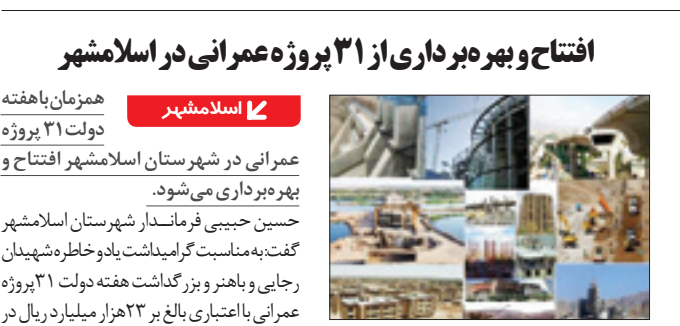 افتتاح و بهره‌برداری از ۳۱ پروژه عمرانی در اسلامشهر
اسلامشهر
همزمان با هفته
دولت ۳۱ پروژه
عمرانی در شهرستان اسلامشهر افتتاح و
بهره‌برداری می‌شود.
حسین حبیبی فرمانــدار شهرستان اسلامشهر
گفت: به مناسبت گرامیداشت یاد و خاطره شهیدان
رجایی و باهنر و بزرگداشت هفته دولت ۳۱ پروژه
عمرانی با اعتباری بالغ بر ۲۳ هزار میلیارد ریال در